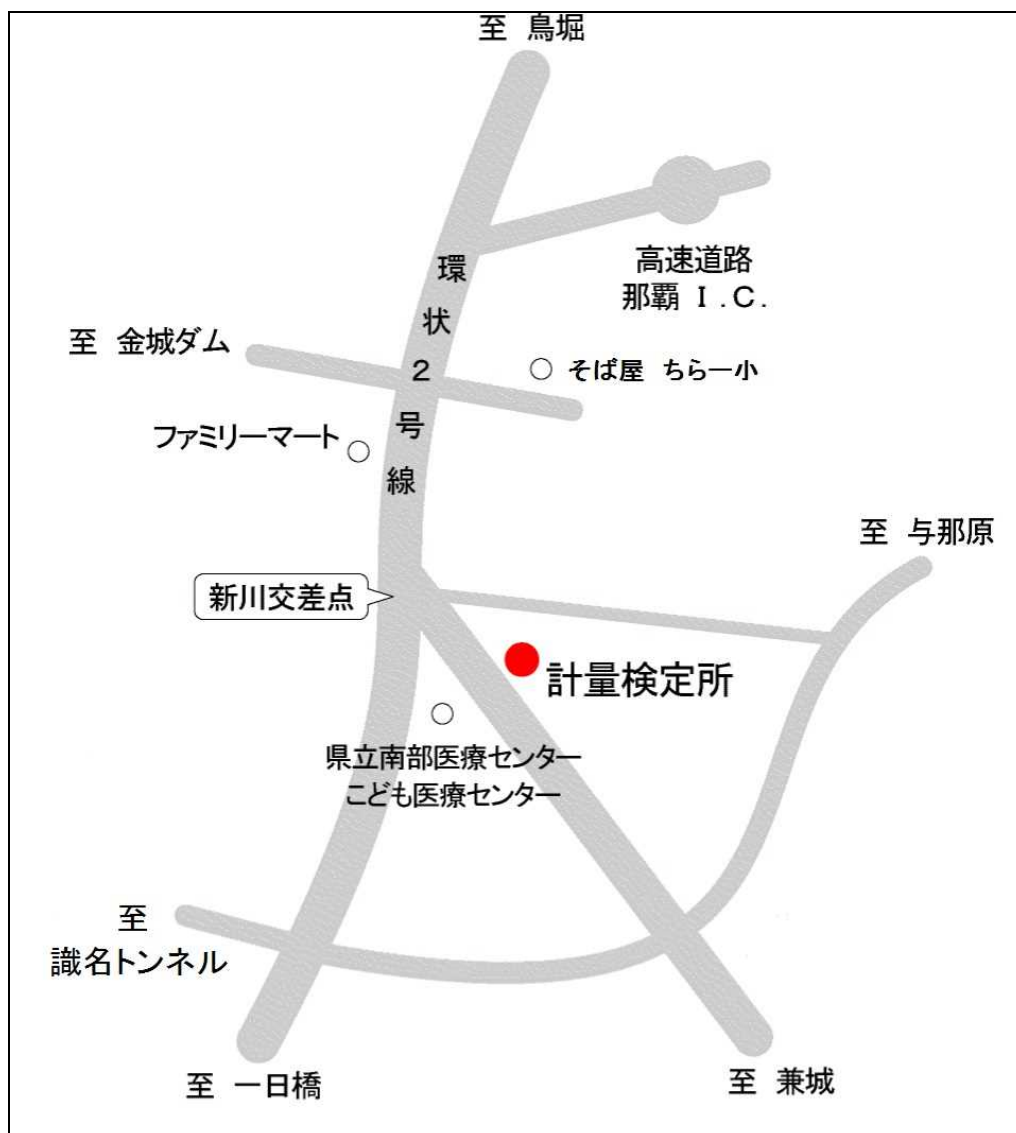 至 鳥堀
高速道路
那覇 I.C.
環状2号線
至 金城ダム
そば屋 ちらー小
ファミリーマート
至 与那原
新川交差点
計量検定所
県立南部医療センター
こども医療センター
至
識名トンネル
至 一日橋
至 兼城